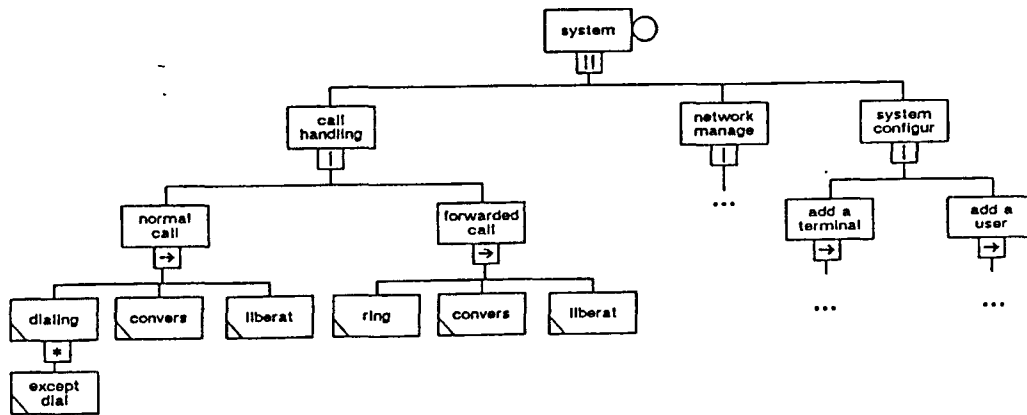 system
||
call
handling
|
network
manage
|
...
system
configur
|
normal
call
→
forwarded
call
→
add a
terminal
→
...
add a
user
→
...
dialing
*
convers
liberat
ring
convers
liberat
except
dial